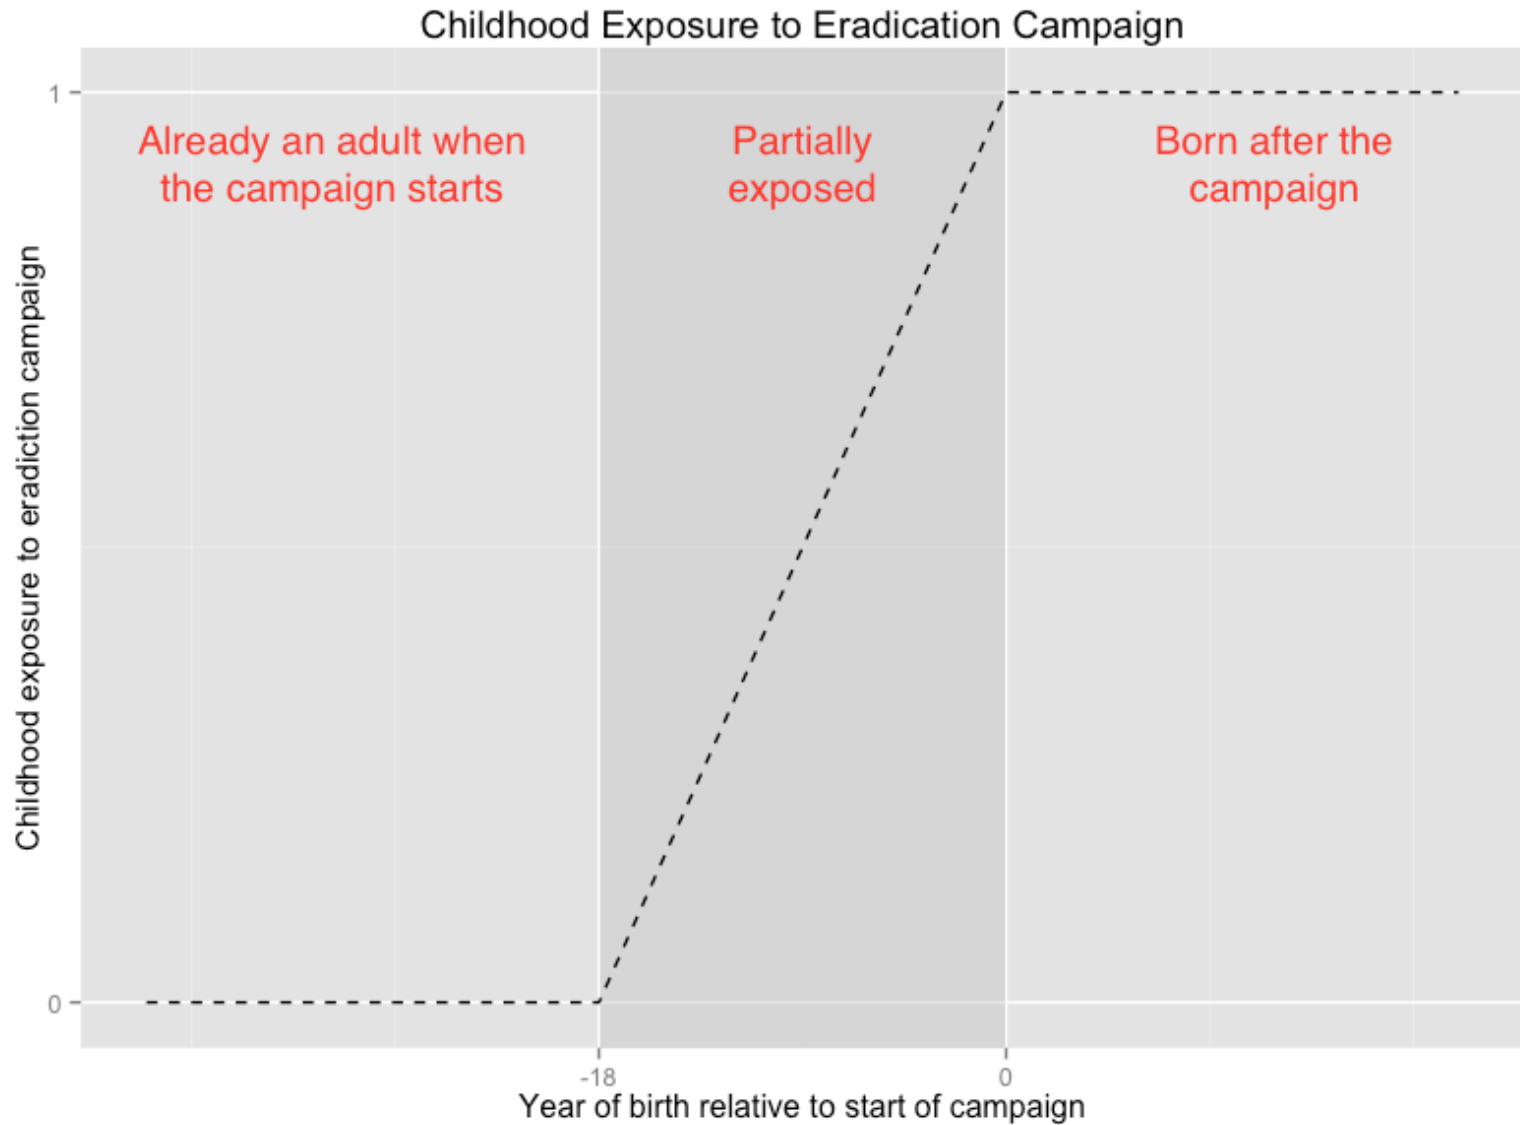 Childhood Exposure to Eradication Campaign
Childhood exposure to eradiction campaign
1
0
Already an adult when
the campaign starts
Partially
exposed
Born after the
campaign
-18
0
Year of birth relative to start of campaign